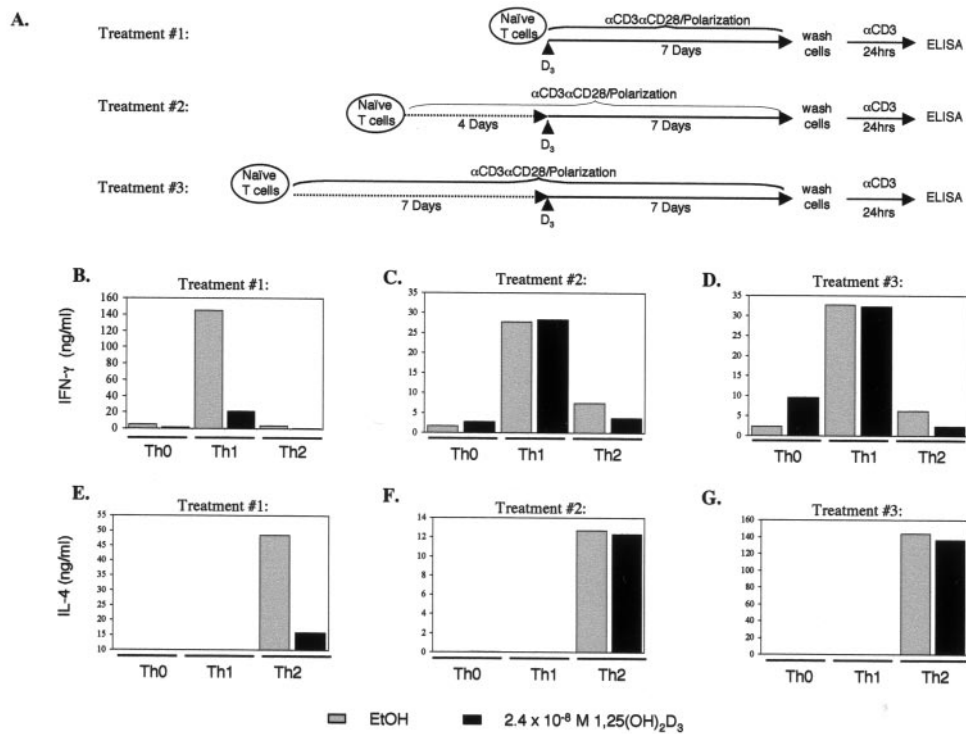 A.
Treatment #1:
Naïve
T cells
αCD3αCD28/Polarization
7 Days
D3
wash
cells
αCD3
24hrs
ELISA
Treatment #2:
Naïve
T cells
αCD3αCD28/Polarization
4 Days
7 Days
D3
wash
cells
αCD3
24hrs
ELISA
Treatment #3:
Naïve
T cells
αCD3αCD28/Polarization
7 Days
7 Days
D3
wash
cells
αCD3
24hrs
ELISA
B.
Treatment #1:
IFN-γ (ng/ml)
160
140
120
100
80
60
40
20
0
Th0 Th1 Th2
C.
Treatment #2:
35
30
25
20
15
10
5
0
Th0 Th1 Th2
D.
Treatment #3:
35
30
25
20
15
10
5
0
Th0 Th1 Th2
E.
Treatment #1:
IL-4 (ng/ml)
55
50
45
40
35
30
25
20
15
10
Th0 Th1 Th2
F.
Treatment #2:
14
12
10
8
6
4
2
0
Th0 Th1 Th2
G.
Treatment #3:
160
140
120
100
80
60
40
20
0
Th0 Th1 Th2
EtOH
2.4 x 10⁻⁸ M 1,25(OH)₂D₃